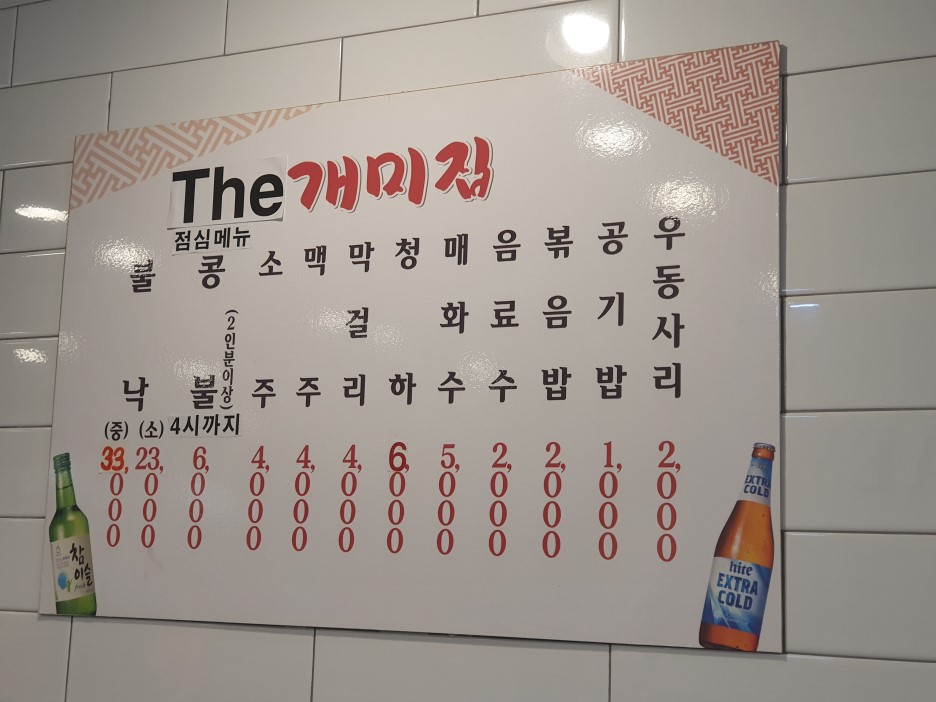 The개미집
점심메뉴
불낙 (중) 33,000 (소) 23,000
콩불 (2인분이상) 4시까지 6,000
소주 4,000
맥주 4,000
막걸리 4,000
청하 6,000
매화수 5,000
음료수 2,000
볶음밥 2,000
공기밥 1,000
우동사리 2,000
참이슬
fresh
EXTRA COLD
hite
EXTRA
COLD